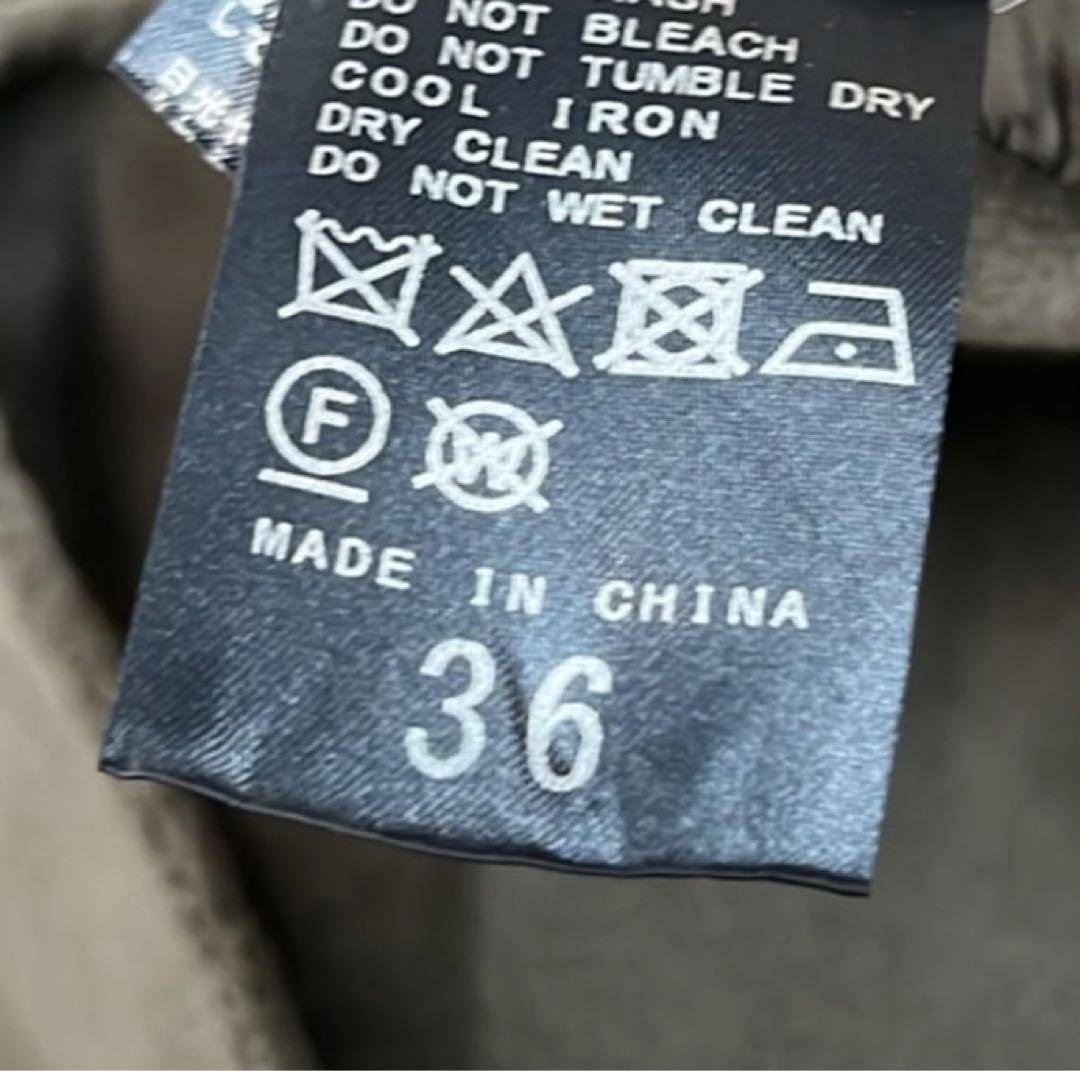 DO NOT BLEACH
DO NOT TUMBLE DRY
COOL IRON
DRY CLEAN
DO NOT WET CLEAN
F W
MADE IN CHINA
36